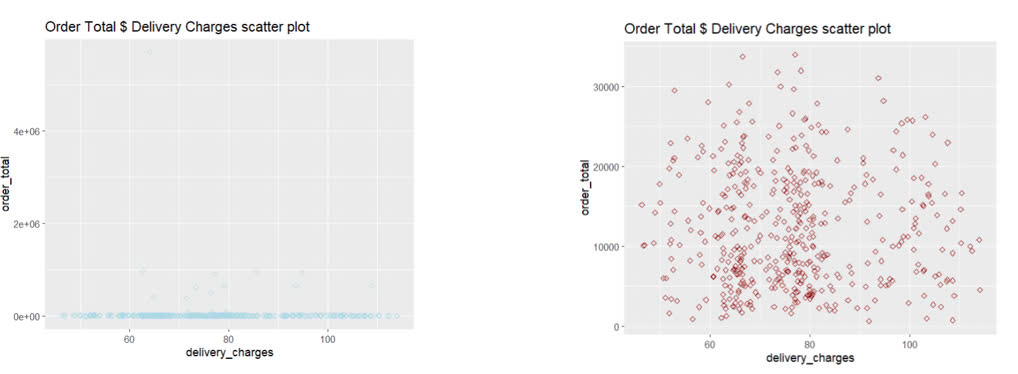 Order Total $ Delivery Charges scatter plot
order_total
4e+06
2e+06
0e+00
60
80
100
delivery_charges
Order Total $ Delivery Charges scatter plot
order_total
30000
20000
10000
0
60
80
100
delivery_charges